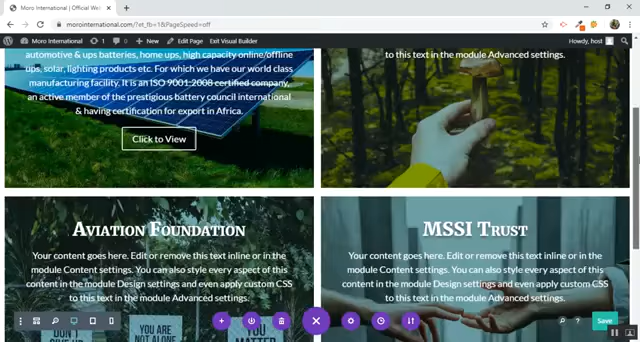 Moro International | Official Web
morointernational.com/?et_fb=1&PageSpeed=off
Moro International
1
0
New
Edit Page
Exit Visual Builder
Howdy, host
automotive & ups batteries, home ups, high capacity online/offline
ups, solar, lighting products etc. For which we have our world class
manufacturing facility. It is an ISO 9001-2008 certified company,
an active member of the prestigious battery council international
& having certification for export in Africa.
Click to View
to this text in the module Advanced settings.
Aviation Foundation
Your content goes here. Edit or remove this text inline or in the
module Content settings. You can also style every aspect of this
content in the module Design settings and even apply custom CSS
to this text in the module Advanced settings.
MSSI Trust
Your content goes here. Edit or remove this text inline or in the
module Content settings. You can also style every aspect of this
content in the module Design settings and even apply custom CSS
to this text in the module Advanced settings.
DON'T
GIVE
YOU ARE
NOT ALONE
YOU
MATTER
Save